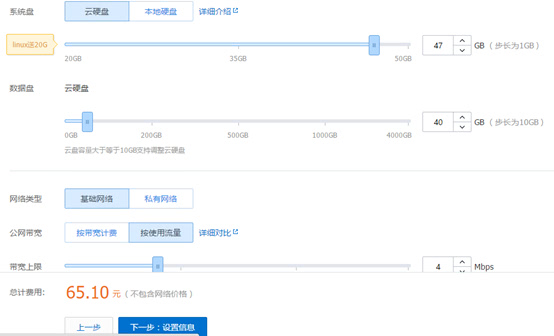 系统盘 云硬盘 本地硬盘 详细介绍
linux送20G 47 GB ( 步长为1GB )
20GB 35GB 50GB
数据盘 云硬盘
40 GB ( 步长为10GB )
0GB 200GB 500GB 1000GB 4000GB
云盘容量大于等于10GB支持调整云硬盘
网络类型 基础网络 私有网络
公网带宽 按带宽计费 按使用流量 详细对比
带宽上限 4 Mbps
总计费用: 65.10 元 ( 不包含网络价格 )
上一步 下一步：设置信息